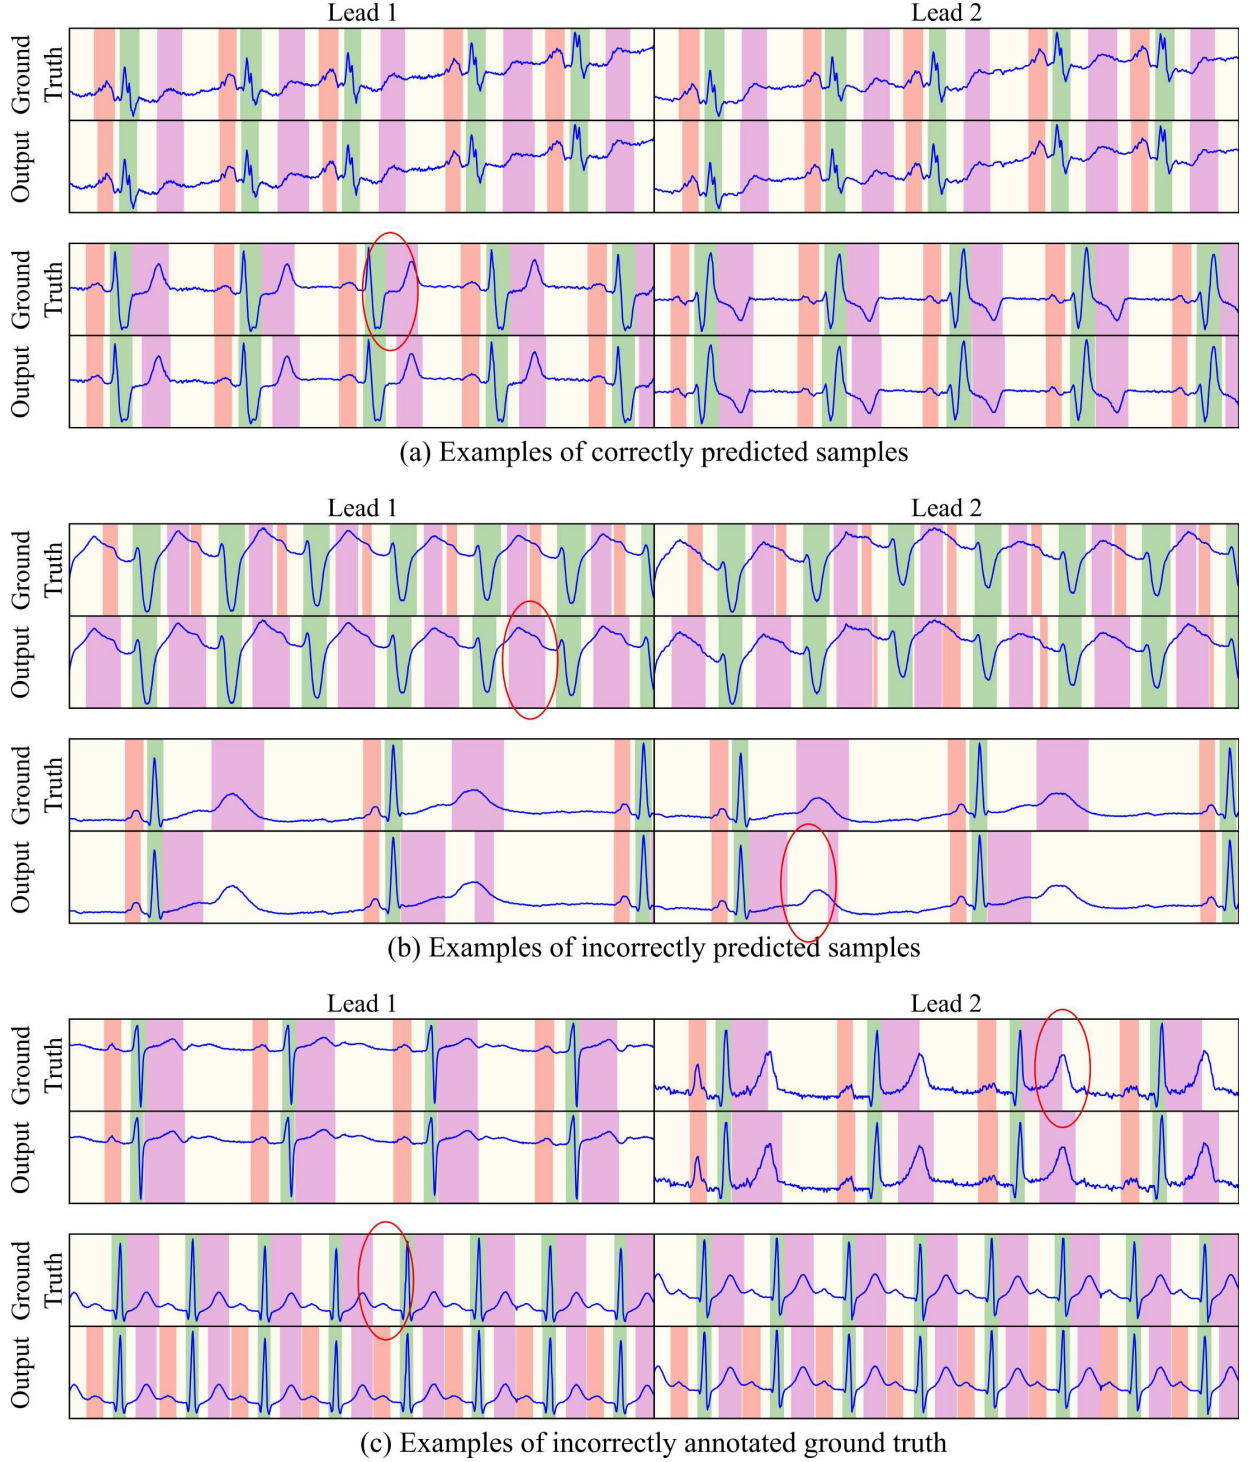 Lead 1
Lead 2
Ground Truth
Output
Ground Truth
Output
(a) Examples of correctly predicted samples
Lead 1
Lead 2
Ground Truth
Output
Ground Truth
Output
(b) Examples of incorrectly predicted samples
Lead 1
Lead 2
Ground Truth
Output
Ground Truth
Output
(c) Examples of incorrectly annotated ground truth